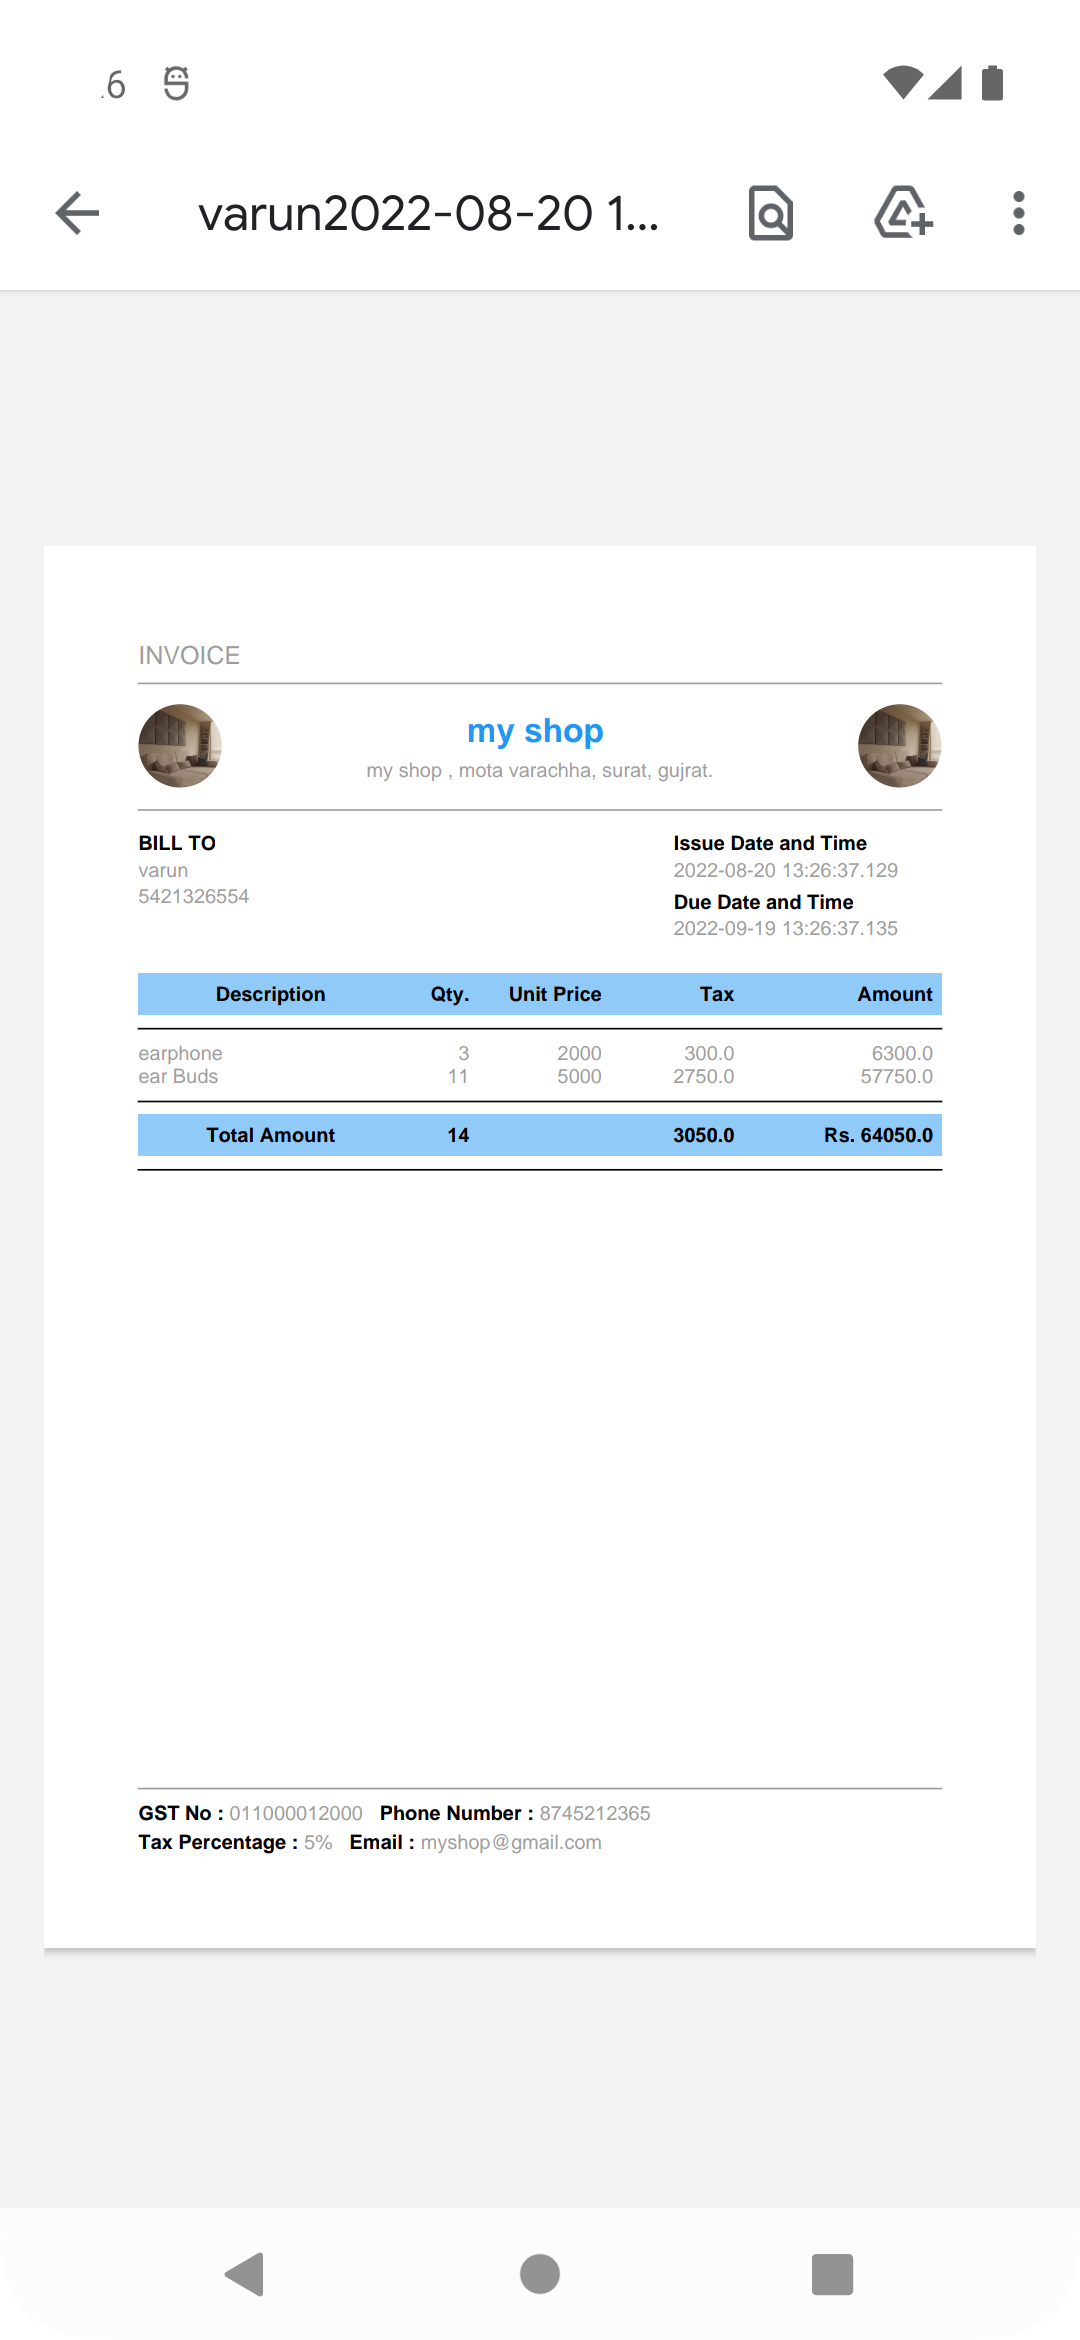 .6
varun2022-08-20 1...
INVOICE
my shop
my shop , mota varachha, surat, gujrat.
BILL TO
varun
5421326554
Issue Date and Time
2022-08-20 13:26:37.129
Due Date and Time
2022-09-19 13:26:37.135
Description Qty. Unit Price Tax Amount
earphone 3 2000 300.0 6300.0
ear Buds 11 5000 2750.0 57750.0
Total Amount 14 3050.0 Rs. 64050.0
GST No : 011000012000 Phone Number : 8745212365
Tax Percentage : 5% Email : myshop@gmail.com